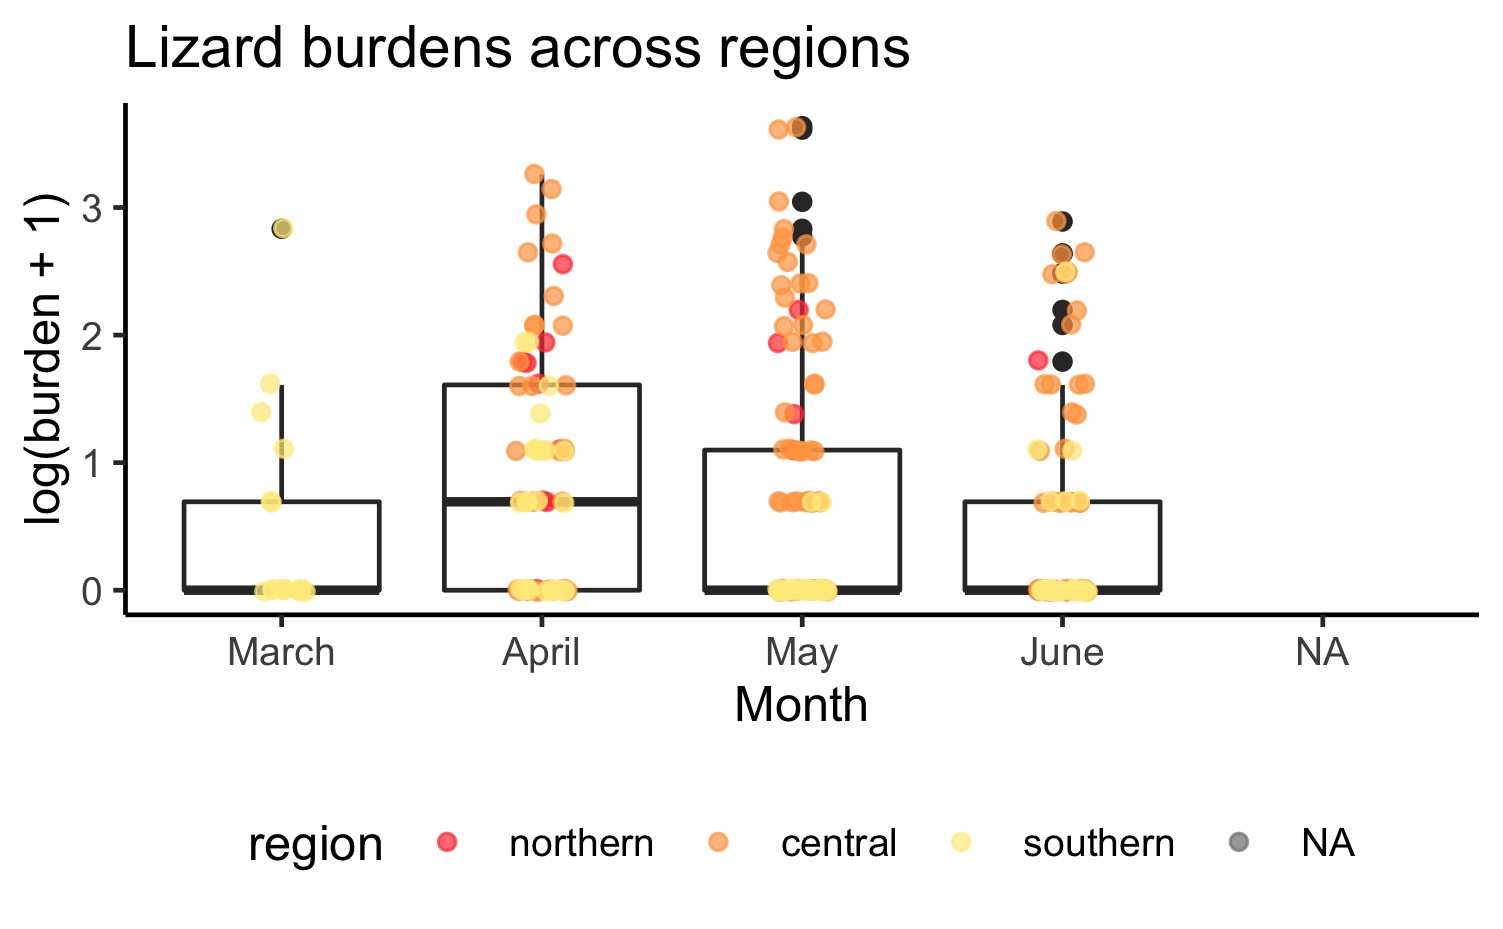 Lizard burdens across regions
log(burden + 1)
3
2
1
0
March April May June NA
Month
region northern central southern NA